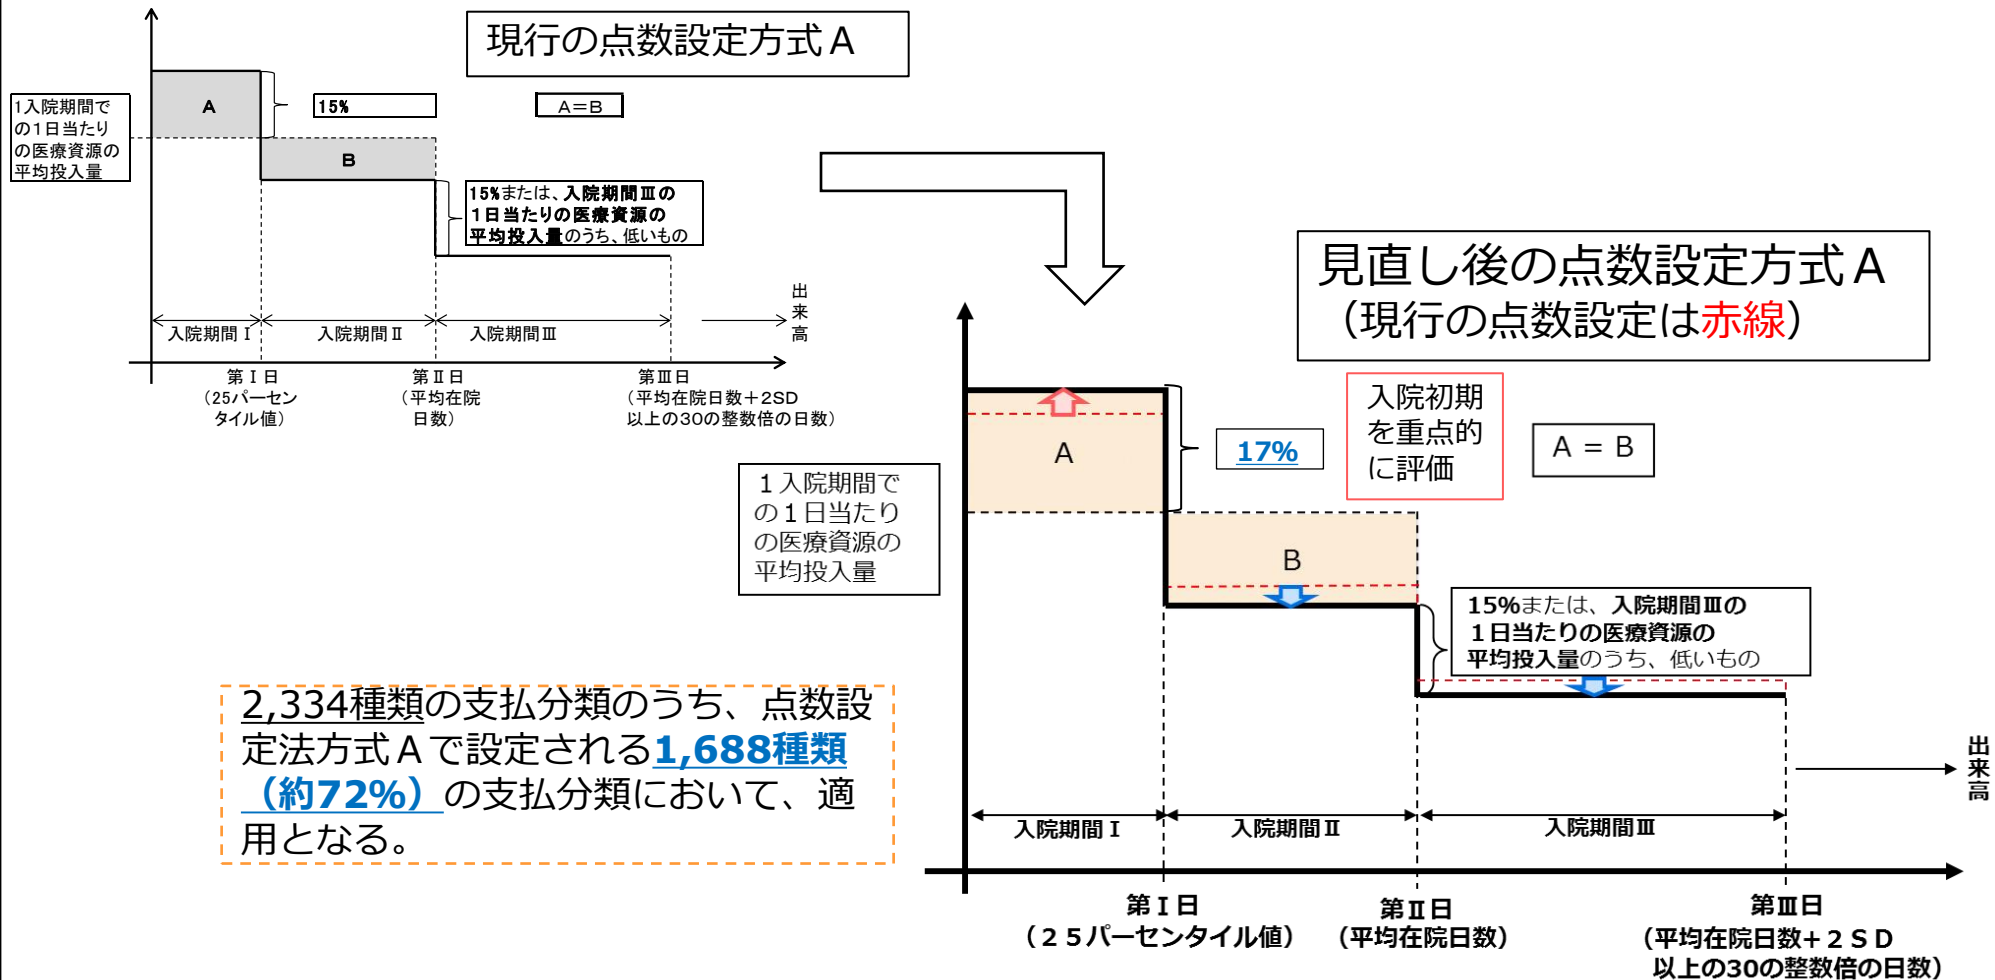 現行の点数設定方式A
1入院期間で
の1日当たり
の医療資源の
平均投入量
A
15%
A=B
B
15%または、入院期間Ⅲの
1日当たりの医療資源の
平均投入量のうち、低いもの
出来高
入院期間Ⅰ
入院期間Ⅱ
入院期間Ⅲ
第Ⅰ日
(25パーセン
タイル値)
第Ⅱ日
(平均在院
日数)
第Ⅲ日
(平均在院日数+2SD
以上の30の整数倍の日数)
見直し後の点数設定方式A
(現行の点数設定は赤線)
入院初期
を重点的
に評価
A
17%
A = B
1入院期間で
の1日当たり
の医療資源の
平均投入量
B
15%または、入院期間Ⅲの
1日当たりの医療資源の
平均投入量のうち、低いもの
2,334種類の支払分類のうち、点数設
定法方式Aで設定される1,688種類
(約72%)の支払分類において、適
用となる。
出来高
入院期間Ⅰ
入院期間Ⅱ
入院期間Ⅲ
第Ⅰ日
(25パーセンタイル値)
第Ⅱ日
(平均在院日数)
第Ⅲ日
(平均在院日数+2SD
以上の30の整数倍の日数)